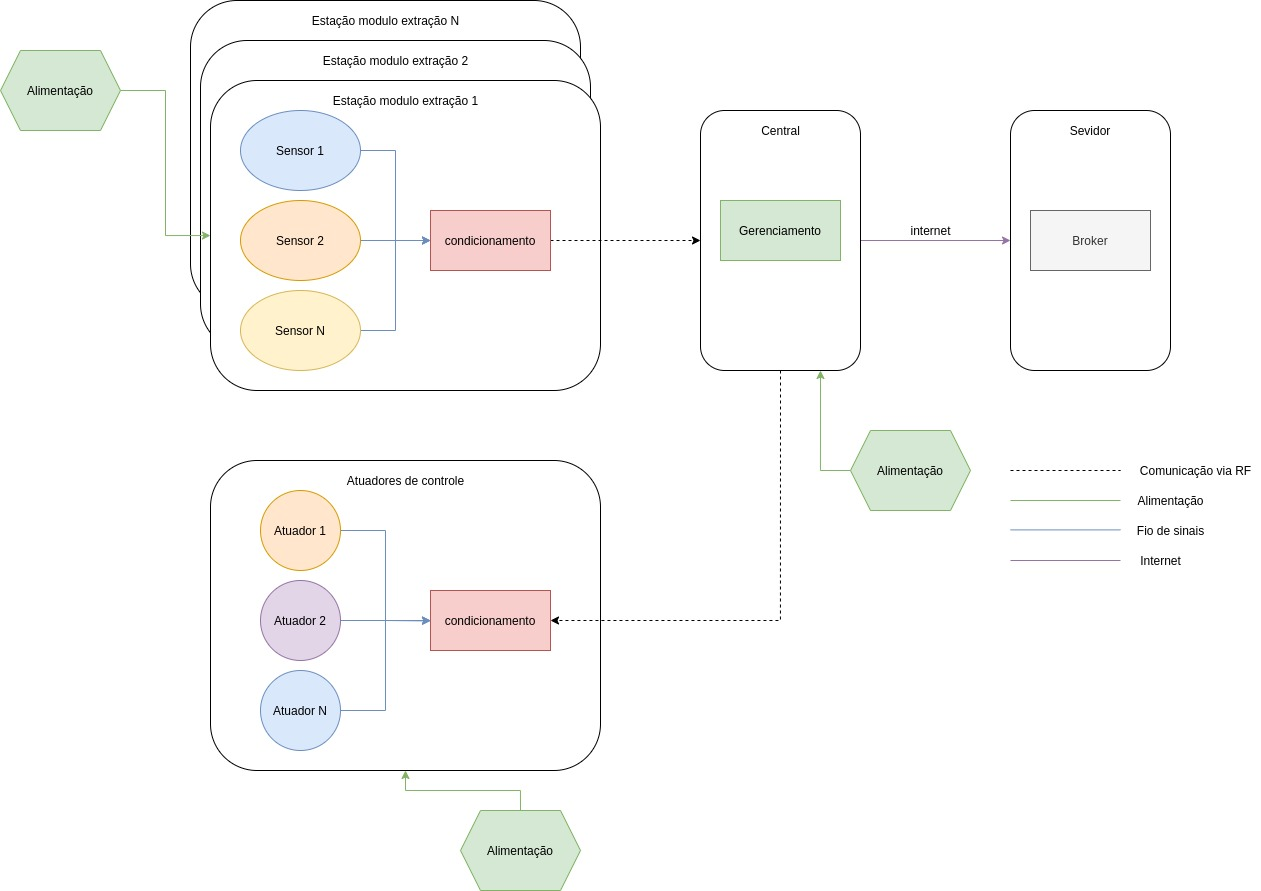 Estação modulo extração N
Estação modulo extração 2
Estação modulo extração 1
Alimentação
Sensor 1
Sensor 2
Sensor N
condicionamento
Central
Gerenciamento
internet
Sevidor
Broker
Alimentação
Comunicação via RF
Alimentação
Fio de sinais
Internet
Atuadores de controle
Atuador 1
Atuador 2
Atuador N
condicionamento
Alimentação